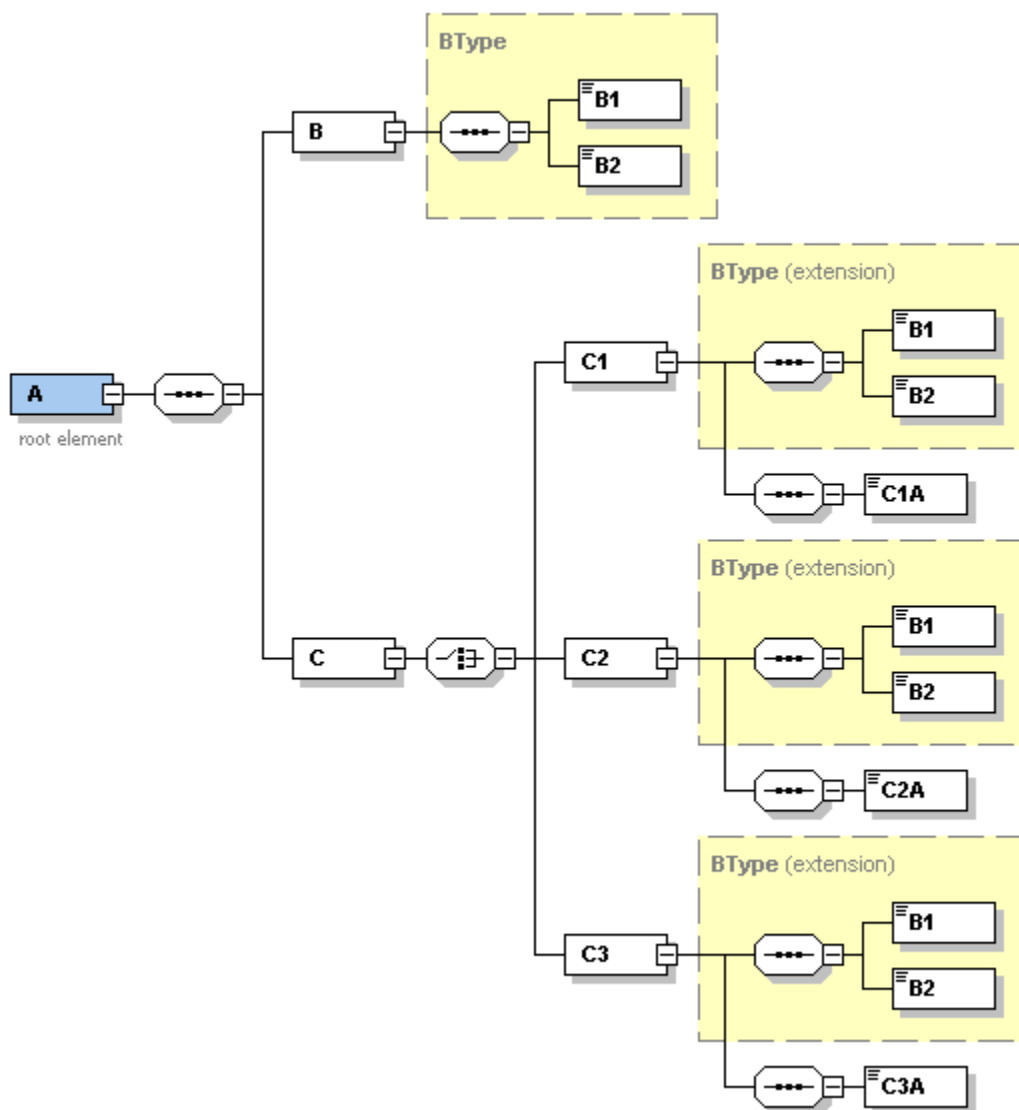 BType
B1
B
B2
BType (extension)
B1
C1
B2
A
root element
C1A
BType (extension)
B1
C
C2
B2
C2A
BType (extension)
B1
C3
B2
C3A